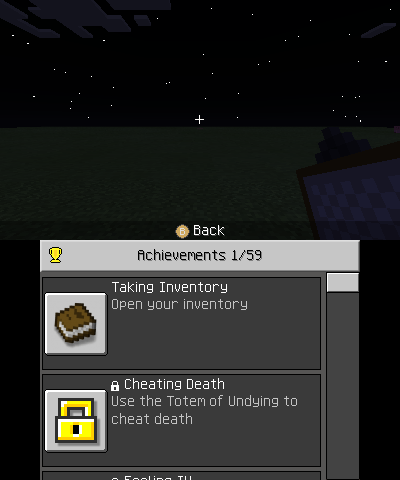 B Back
Achievements 1/59
Taking Inventory
Open your inventory
Cheating Death
Use the Totem of Undying to
cheat death